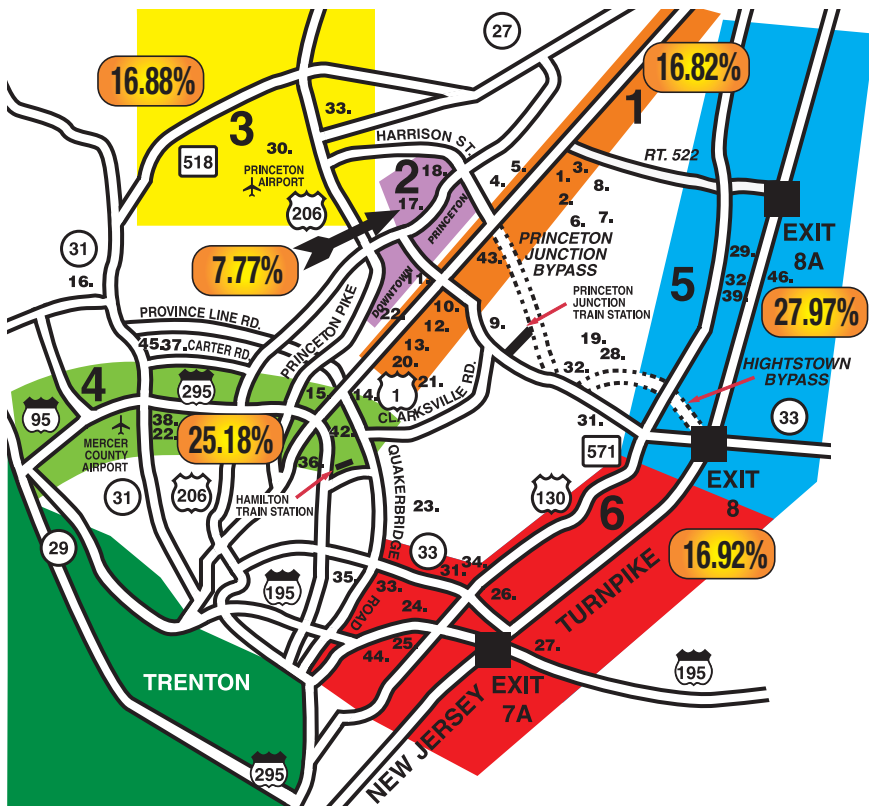 27
16.88%
16.82%
1
3
33.
HARRISON ST.
30.
518
PRINCETON
AIRPORT
206
2
18.
17.
PRINCETON
DOWNTOWN
5.
4.
1.
3.
2.
8.
6.
7.
RT. 522
EXIT
8A
31
16.
7.77%
43.
PRINCETON
JUNCTION
BYPASS
PRINCETON
JUNCTION
TRAIN STATION
29.
32
39.
46.
5
27.97%
11.
22.
10.
12.
13.
20.
21.
9.
19.
28.
32.
HIGHTSTOWN
BYPASS
PROVINCE LINE RD.
PRINCETON PIKE
45.
37.
CARTER RD.
4
295
95
15.
14.
1
CLARKSVILLE RD.
38.
22.
25.18%
42.
36.
MERCER
COUNTY
AIRPORT
31
206
HAMILTON
TRAIN STATION
QUAKERBRIDGE
ROAD
31.
571
33
EXIT
8
130
6
23.
33
34.
31.
16.92%
29
195
35.
33.
24.
26.
25.
44.
27.
TURNPIKE
NEW JERSEY
EXIT
7A
195
TRENTON
295